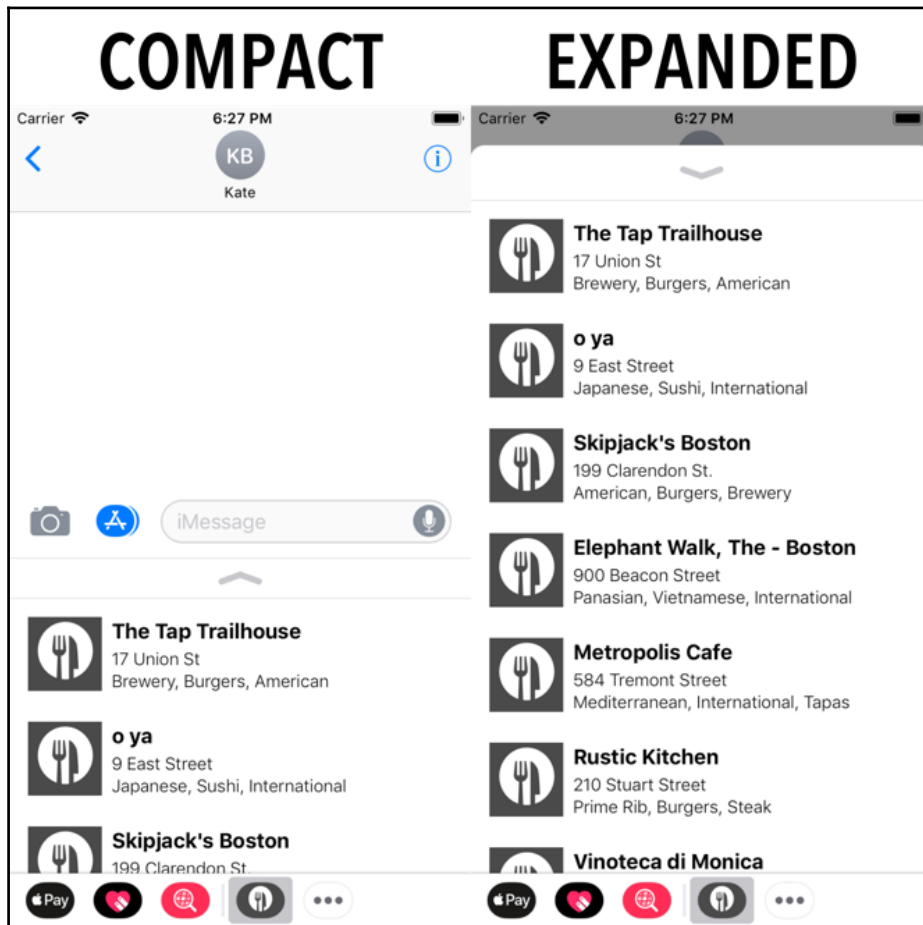 COMPACT
Carrier 6:27 PM
KB
Kate
iMessage
The Tap Trailhouse
17 Union St
Brewery, Burgers, American
o ya
9 East Street
Japanese, Sushi, International
Skipjack's Boston
199 Clarendon St.
Pay
EXPANDED
Carrier 6:27 PM
The Tap Trailhouse
17 Union St
Brewery, Burgers, American
o ya
9 East Street
Japanese, Sushi, International
Skipjack's Boston
199 Clarendon St.
American, Burgers, Brewery
Elephant Walk, The - Boston
900 Beacon Street
Panasian, Vietnamese, International
Metropolis Cafe
584 Tremont Street
Mediterranean, International, Tapas
Rustic Kitchen
210 Stuart Street
Prime Rib, Burgers, Steak
Vinoteca di Monica
Pay